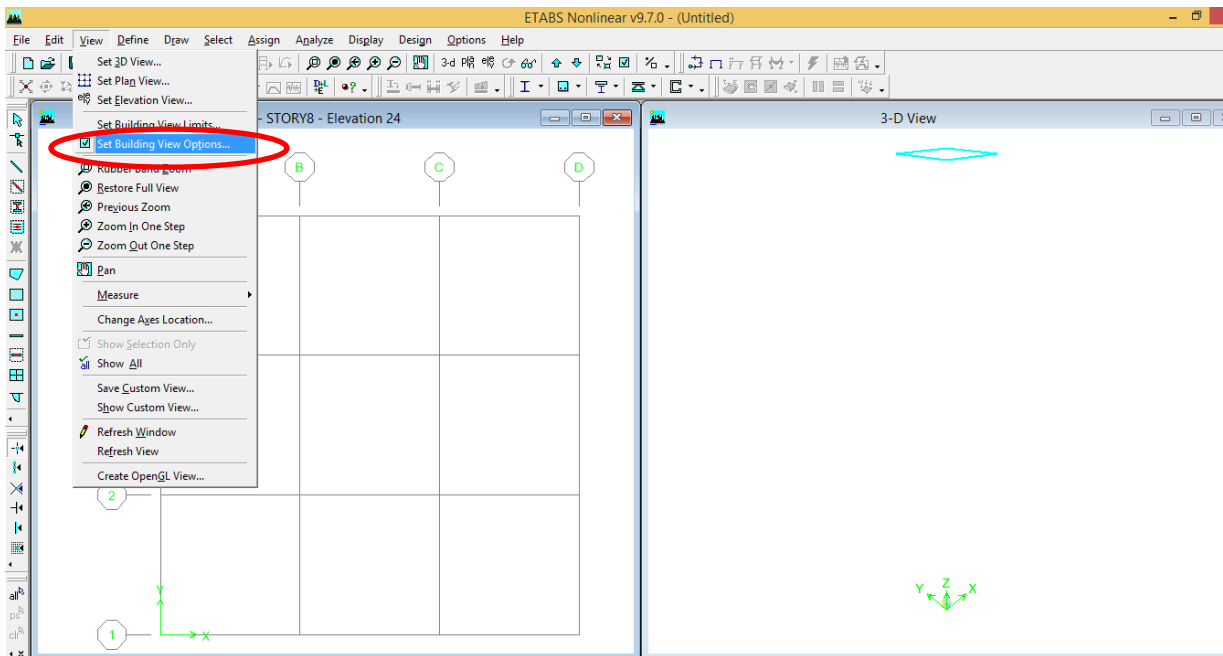 ETABS Nonlinear v9.7.0 - (Untitled)
File Edit View Define Draw Select Assign Analyze Display Design Options Help
3-d
Set 3D View...
Set Plan View...
Set Elevation View...
Set Building View Limits...
Set Building View Options...
Rubber Band Zoom
Restore Full View
Previous Zoom
Zoom In One Step
Zoom Out One Step
Pan
Measure
Change Axes Location...
Show Selection Only
all Show All
Save Custom View...
Show Custom View...
Refresh Window
Refresh View
Create OpenGL View...
- STORY8 - Elevation 24
B C D
2
1
Y
X
3-D View
Y Z X
all
ps
clr